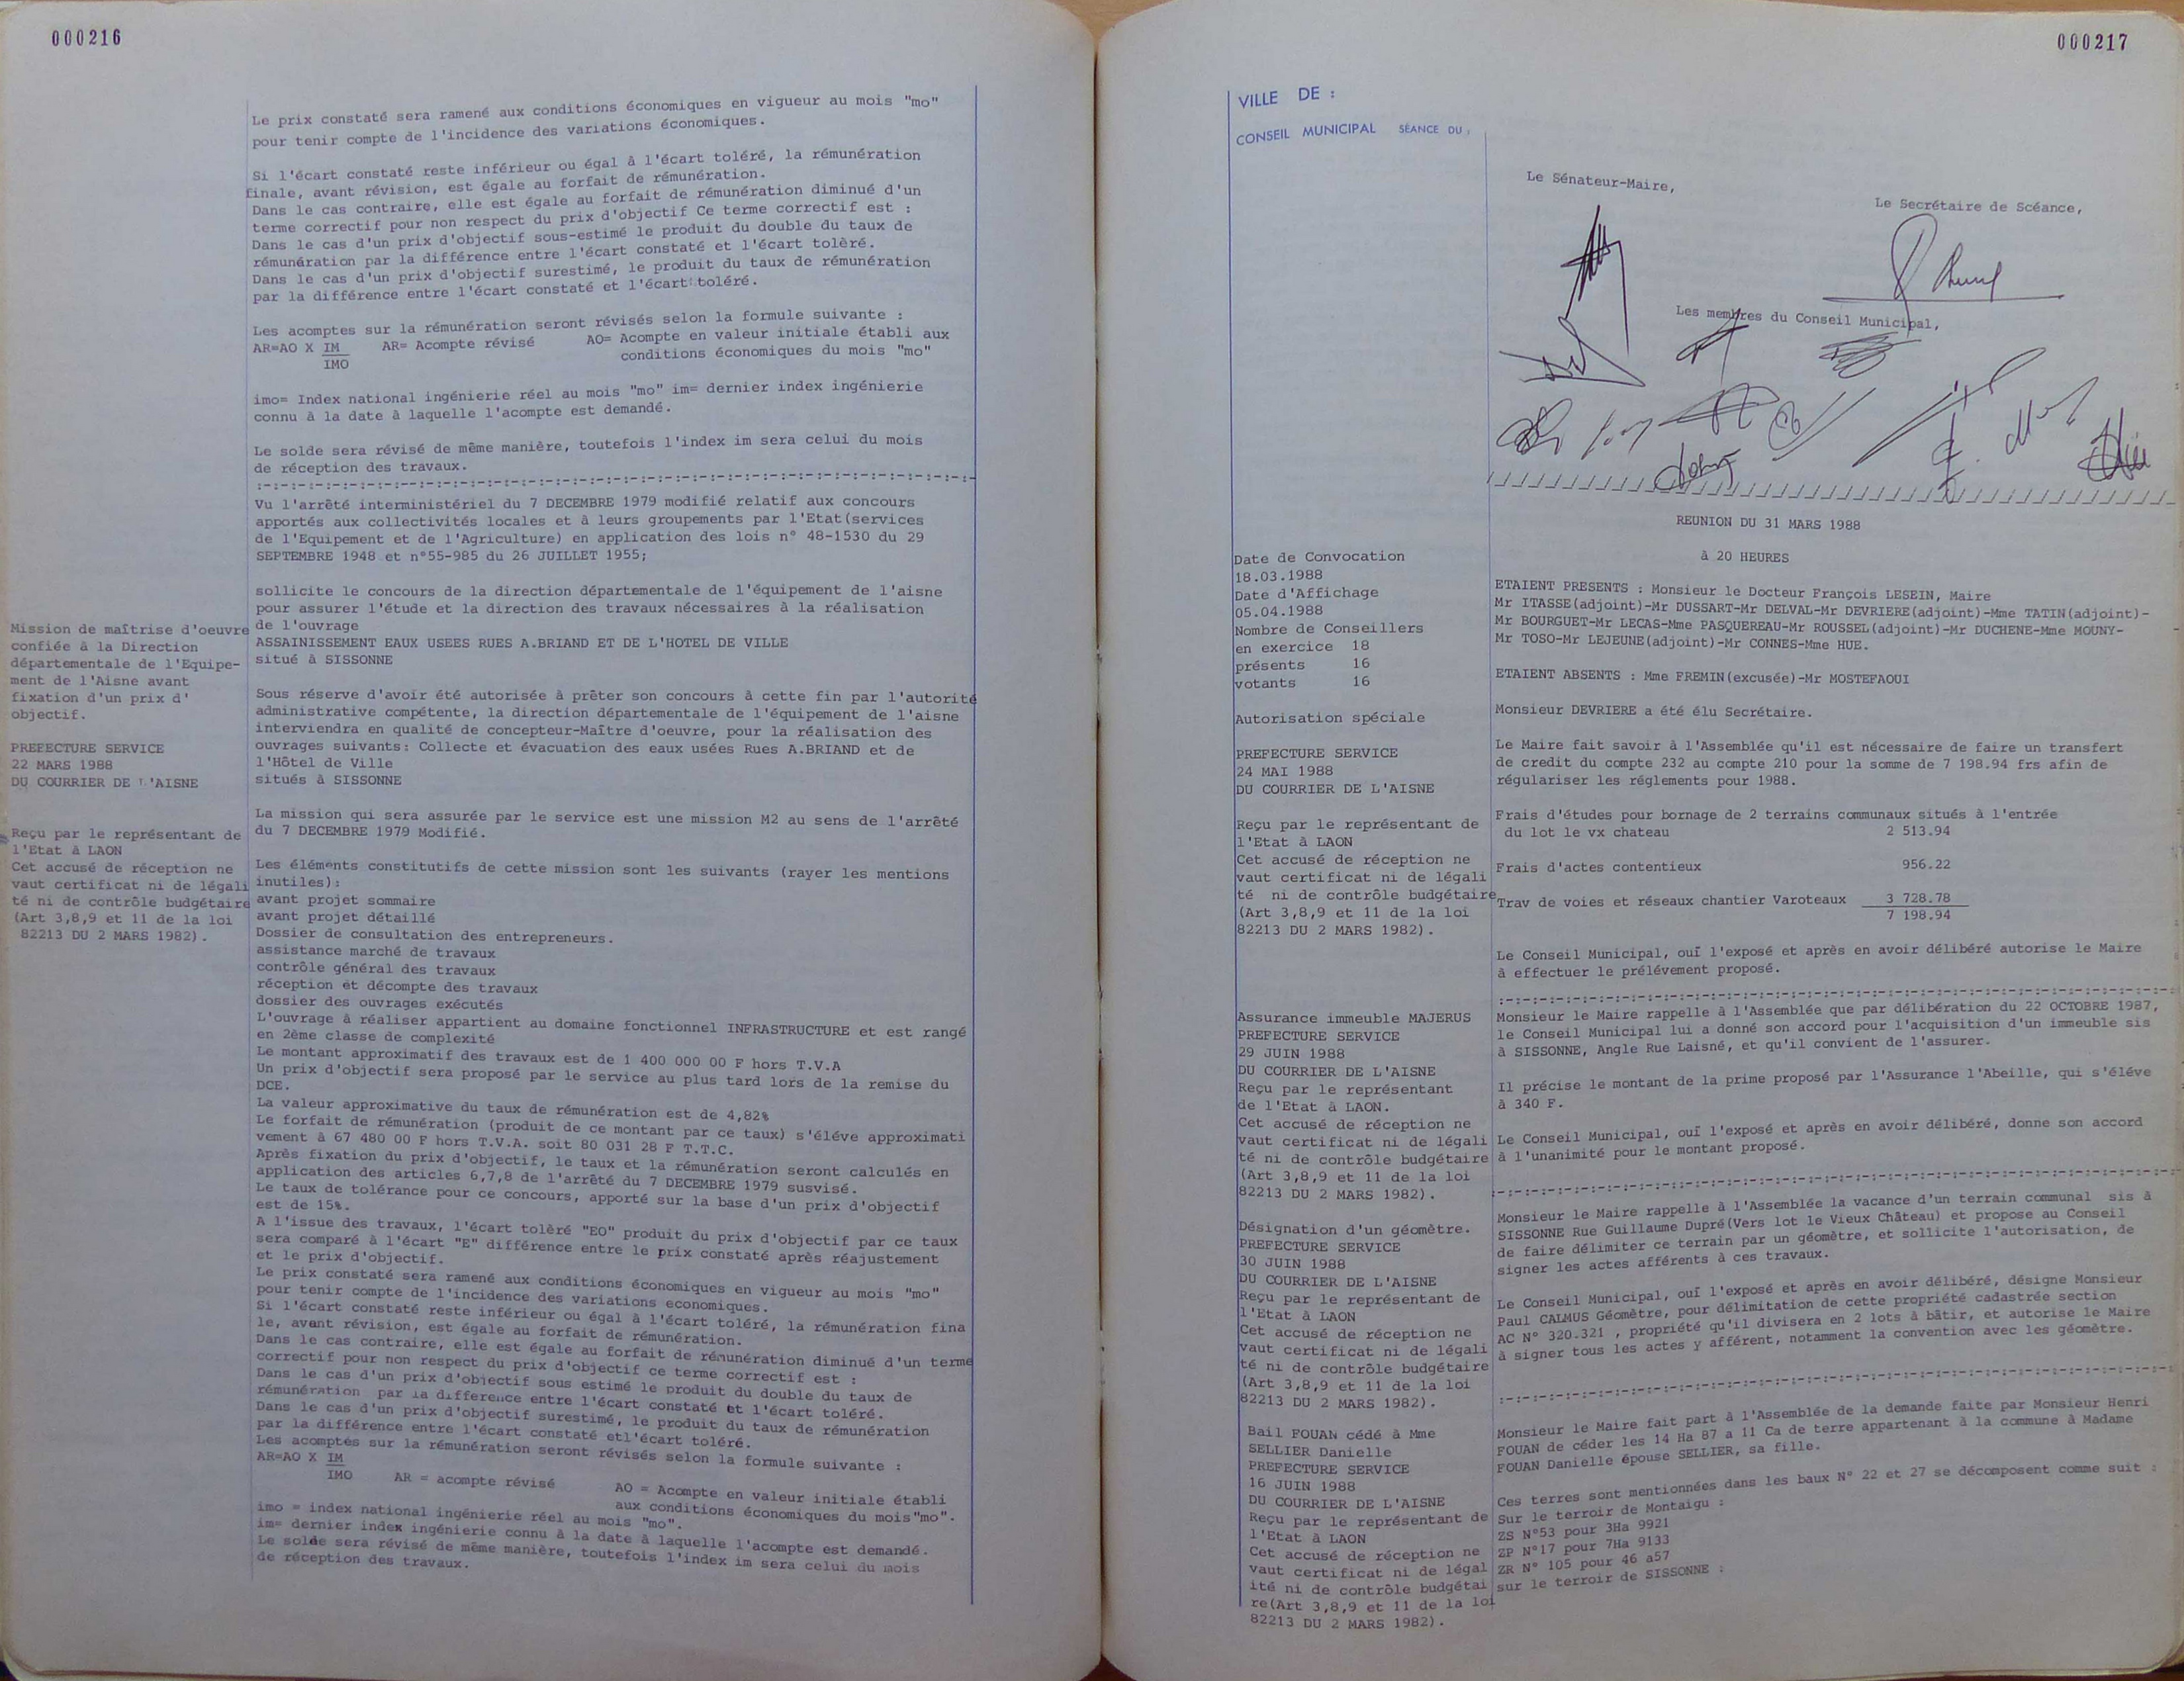 000216
Le prix constaté sera ramené aux conditions économiques en vigueur au mois "mo"
pour tenir compte de l'incidence des variations économiques.
Si l'écart constaté reste inférieur ou égal à l'écart toléré, la rémunération
finale, avant révision, est égale au forfait de rémunération.
Dans le cas contraire, elle est égale au forfait de rémunération diminué d'un
terme correctif pour non respect du prix d'objectif Ce terme correctif est :
Dans le cas d'un prix d'objectif sous-estimé le produit du double du taux de
rémunération par la différence entre l'écart constaté et l'écart tolèré.
Dans le cas d'un prix d'objectif surestimé, le produit du taux de rémunération
par la différence entre l'écart constaté et l'écart toléré.
Les acomptes sur la rémunération seront révisés selon la formule suivante :
AR=AO X IM AR= Acompte révisé AO= Acompte en valeur initiale établi aux
IMO conditions économiques du mois "mo"
imo= Index national ingénierie réel au mois "mo" im= dernier index ingénierie
connu à la date à laquelle l'acompte est demandé.
Le solde sera révisé de même manière, toutefois l'index im sera celui du mois
de réception des travaux.
Vu l'arrêté interministériel du 7 DECEMBRE 1979 modifié relatif aux concours
apportés aux collectivités locales et à leurs groupements par l'Etat(services
de l'Equipement et de l'Agriculture) en application des lois n° 48-1530 du 29
SEPTEMBRE 1948 et n°55-985 du 26 JUILLET 1955;
sollicite le concours de la direction départementale de l'équipement de l'aisne
pour assurer l'étude et la direction des travaux nécessaires à la réalisation
de l'ouvrage
ASSAINISSEMENT EAUX USEES RUES A.BRIAND ET DE L'HOTEL DE VILLE
situé à SISSONNE
Sous réserve d'avoir été autorisée à prêter son concours à cette fin par l'autorité
administrative compétente, la direction départementale de l'équipement de l'aisne
interviendra en qualité de concepteur-Maître d'oeuvre, pour la réalisation des
ouvrages suivants: Collecte et évacuation des eaux usées Rues A.BRIAND et de
l'Hôtel de Ville
situés à SISSONNE
La mission qui sera assurée par le service est une mission M2 au sens de l'arrêté
du 7 DECEMBRE 1979 Modifié.
Les éléments constitutifs de cette mission sont les suivants (rayer les mentions
inutiles):
avant projet sommaire
avant projet détaillé
Dossier de consultation des entrepreneurs.
assistance marché de travaux
contrôle général des travaux
réception et décompte des travaux
dossier des ouvrages exécutés
L'ouvrage à réaliser appartient au domaine fonctionnel INFRASTRUCTURE et est rangé
en 2ème classe de complexité
Le montant approximatif des travaux est de 1 400 000 00 F hors T.V.A
Un prix d'objectif sera proposé par le service au plus tard lors de la remise du
DCE.
La valeur approximative du taux de rémunération est de 4,82%
Le forfait de rémunération (produit de ce montant par ce taux) s'éléve approximati
vement à 67 480 00 F hors T.V.A. soit 80 031 28 F T.T.C.
Après fixation du prix d'objectif, le taux et la rémunération seront calculés en
application des articles 6,7,8 de l'arrêté du 7 DECEMBRE 1979 susvisé.
Le taux de tolérance pour ce concours, apporté sur la base d'un prix d'objectif
est de 15%.
A l'issue des travaux, l'écart tolèré "EO" produit du prix d'objectif par ce taux
sera comparé à l'écart "E" différence entre le prix constaté après réajustement
et le prix d'objectif.
Le prix constaté sera ramené aux conditions économiques en vigueur au mois "mo"
pour tenir compte de l'incidence des variations economiques.
Si l'écart constaté reste inférieur ou égal à l'écart toléré, la rémunération fina
le, avant révision, est égale au forfait de rémunération.
Dans le cas contraire, elle est égale au forfait de rémunération diminué d'un terme
correctif pour non respect du prix d'objectif ce terme correctif est :
Dans le cas d'un prix d'objectif sous estimé le produit du double du taux de
rémunération par la difference entre l'écart constaté et l'écart toléré.
Dans le cas d'un prix d'objectif surestimé, le produit du taux de rémunération
par la différence entre l'écart constaté etl'écart toléré.
Les acomptes sur la rémunération seront révisés selon la formule suivante :
AR=AO X IM
IMO AR = acompte révisé AO = Acompte en valeur initiale établi
aux conditions économiques du mois"mo".
imo = index national ingénierie réel au mois "mo".
im= dernier index ingénierie connu à la date à laquelle l'acompte est demandé.
Le solde sera révisé de même manière, toutefois l'index im sera celui du mois
de réception des travaux.
Mission de maîtrise d'oeuvre
confiée à la Direction
départementale de l'Equipe-
ment de l'Aisne avant
fixation d'un prix d'
objectif.
PREFECTURE SERVICE
22 MARS 1988
DU COURRIER DE L'AISNE
Reçu par le représentant de
l'Etat à LAON
Cet accusé de réception ne
vaut certificat ni de légali
té ni de contrôle budgétaire
(Art 3,8,9 et 11 de la loi
82213 DU 2 MARS 1982).
000217
VILLE DE :
CONSEIL MUNICIPAL SÉANCE DU :
Le Sénateur-Maire,
Le Secrétaire de Scéance,
Les membres du Conseil Municipal,
REUNION DU 31 MARS 1988
à 20 HEURES
Date de Convocation
18.03.1988
Date d'Affichage
05.04.1988
Nombre de Conseillers
en exercice 18
présents 16
votants 16
ETAIENT PRESENTS : Monsieur le Docteur François LESEIN, Maire
Mr ITASSE(adjoint)-Mr DUSSART-Mr DELVAL-Mr DEVRIERE(adjoint)-Mme TATIN(adjoint)-
Mr BOURGUET-Mr LECAS-Mme PASQUEREAU-Mr ROUSSEL(adjoint)-Mr DUCHENE-Mme MOUNY-
Mr TOSO-Mr LEJEUNE(adjoint)-Mr CONNES-Mme HUE.
ETAIENT ABSENTS : Mme FREMIN(excusée)-Mr MOSTEFAOUI
Monsieur DEVRIERE a été élu Secrétaire.
Autorisation spéciale
PREFECTURE SERVICE
24 MAI 1988
DU COURRIER DE L'AISNE
Reçu par le représentant de
l'Etat à LAON
Cet accusé de réception ne
vaut certificat ni de légali
té ni de contrôle budgétaire
(Art 3,8,9 et 11 de la loi
82213 DU 2 MARS 1982).
Le Maire fait savoir à l'Assemblée qu'il est nécessaire de faire un transfert
de credit du compte 232 au compte 210 pour la somme de 7 198.94 frs afin de
régulariser les réglements pour 1988.
Frais d'études pour bornage de 2 terrains communaux situés à l'entrée
du lot le vx chateau 2 513.94
Frais d'actes contentieux 956.22
Trav de voies et réseaux chantier Varoteaux 3 728.78
7 198.94
Le Conseil Municipal, ouï l'exposé et après en avoir délibéré autorise le Maire
à effectuer le prélévement proposé.
Assurance immeuble MAJERUS
PREFECTURE SERVICE
29 JUIN 1988
DU COURRIER DE L'AISNE
Reçu par le représentant
de l'Etat à LAON.
Cet accusé de réception ne
vaut certificat ni de légali
té ni de contrôle budgétaire
(Art 3,8,9 et 11 de la loi
82213 DU 2 MARS 1982).
Monsieur le Maire rappelle à l'Assemblée que par délibération du 22 OCTOBRE 1987,
le Conseil Municipal lui a donné son accord pour l'acquisition d'un immeuble sis
à SISSONNE, Angle Rue Laisné, et qu'il convient de l'assurer.
Il précise le montant de la prime proposé par l'Assurance l'Abeille, qui s'éléve
à 340 F.
Le Conseil Municipal, ouï l'exposé et après en avoir délibéré, donne son accord
à l'unanimité pour le montant proposé.
Désignation d'un géomètre.
PREFECTURE SERVICE
30 JUIN 1988
DU COURRIER DE L'AISNE
Reçu par le représentant de
l'Etat à LAON
Cet accusé de réception ne
vaut certificat ni de légali
té ni de contrôle budgétaire
(Art 3,8,9 et 11 de la loi
82213 DU 2 MARS 1982).
Monsieur le Maire rappelle à l'Assemblée la vacance d'un terrain communal sis à
SISSONNE Rue Guillaume Dupré(Vers lot le Vieux Château) et propose au Conseil
de faire délimiter ce terrain par un géomètre, et sollicite l'autorisation, de
signer les actes afférents à ces travaux.
Le Conseil Municipal, ouï l'exposé et après en avoir délibéré, désigne Monsieur
Paul CALMUS Géomètre, pour délimitation de cette propriété cadastrée section
AC N° 320-321 , propriété qu'il divisera en 2 lots à bâtir, et autorise le Maire
à signer tous les actes y afférent, notamment la convention avec les géomètre.
Bail FOUAN cédé à Mme
SELLIER Danielle
PREFECTURE SERVICE
16 JUIN 1988
DU COURRIER DE L'AISNE
Reçu par le représentant de
l'Etat à LAON
Cet accusé de réception ne
vaut certificat ni de légal
ité ni de contrôle budgétai
re(Art 3,8,9 et 11 de la loi
82213 DU 2 MARS 1982).
Monsieur le Maire fait part à l'Assemblée de la demande faite par Monsieur Henri
FOUAN de céder les 14 Ha 87 a 11 Ca de terre appartenant à la commune à Madame
FOUAN Danielle épouse SELLIER, sa fille.
Ces terres sont mentionnées dans les baux N° 22 et 27 se décomposent comme suit :
Sur le terroir de Montaigu :
ZS N°53 pour 3Ha 9921
ZP N°17 pour 7Ha 9133
ZR N° 105 pour 46 a57
sur le terroir de SISSONNE :